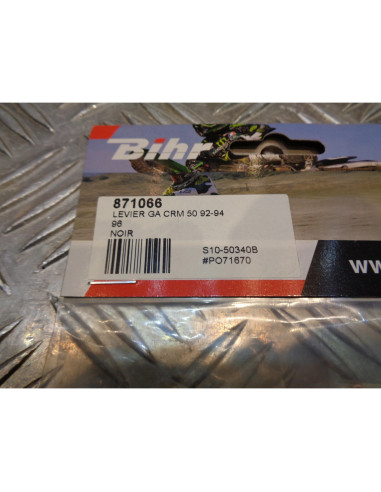 Bihr
871066
LEVIER GA CRM 50 92-94
96
NOIR
S10-50340B
#PO71670
WW